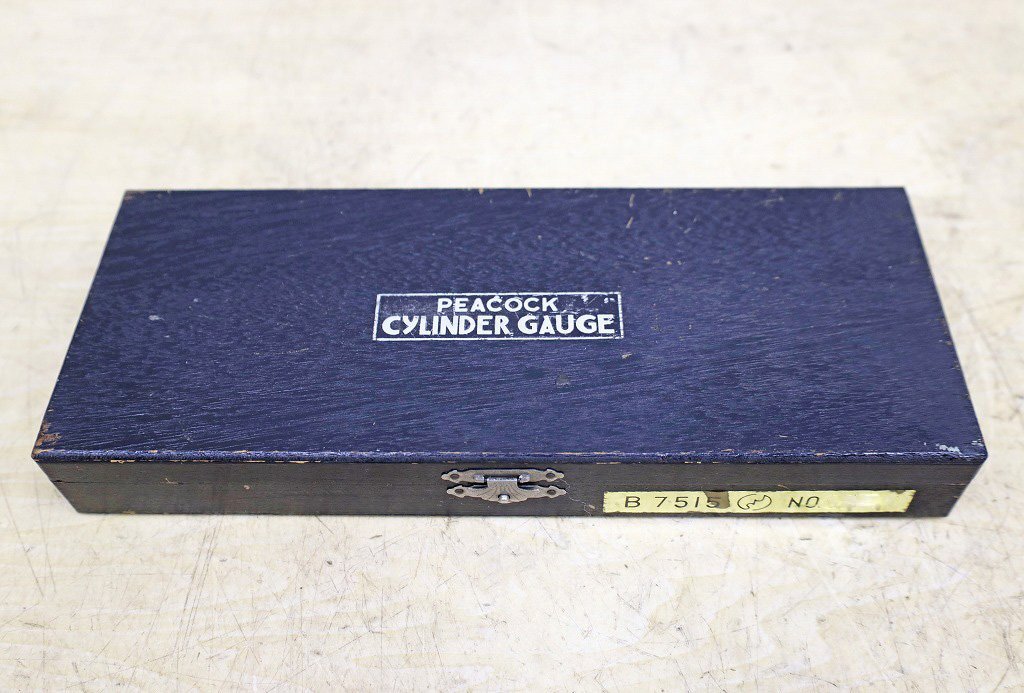 PEACOCK
CYLINDER GAUGE
B 7515 NO